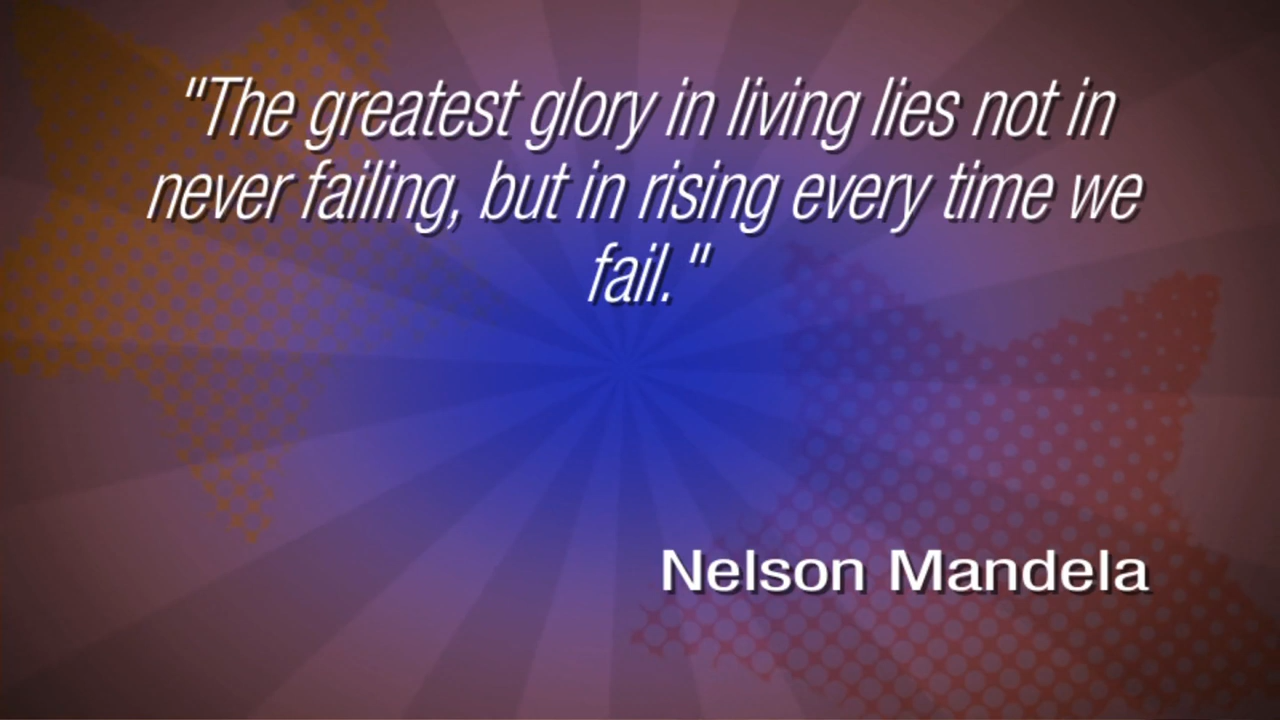 "The greatest glory in living lies not in
never failing, but in rising every time we
fail."
Nelson Mandela